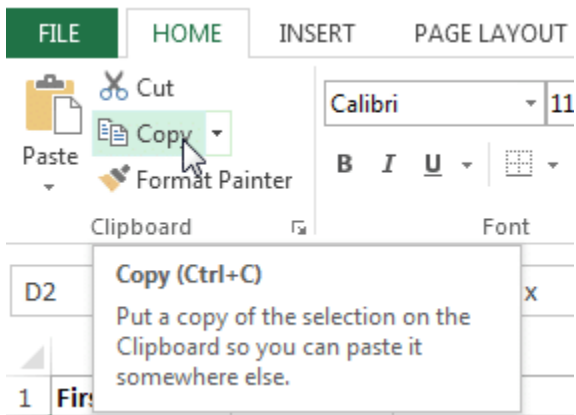 FILE HOME INSERT PAGE LAYOUT
Cut
Calibri 11
Copy
Paste
B I U
Format Painter
Clipboard Font
Copy (Ctrl+C)
D2 x
Put a copy of the selection on the
Clipboard so you can paste it
somewhere else.
1